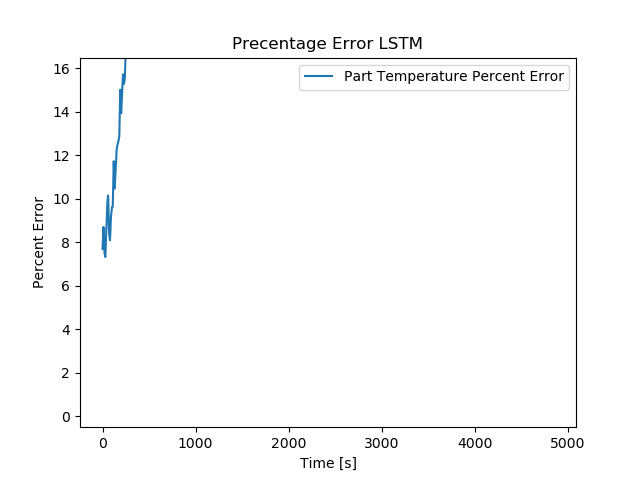 Precentage Error LSTM
Part Temperature Percent Error
16
14
12
10
8
6
4
2
0
Percent Error
0 1000 2000 3000 4000 5000
Time [s]